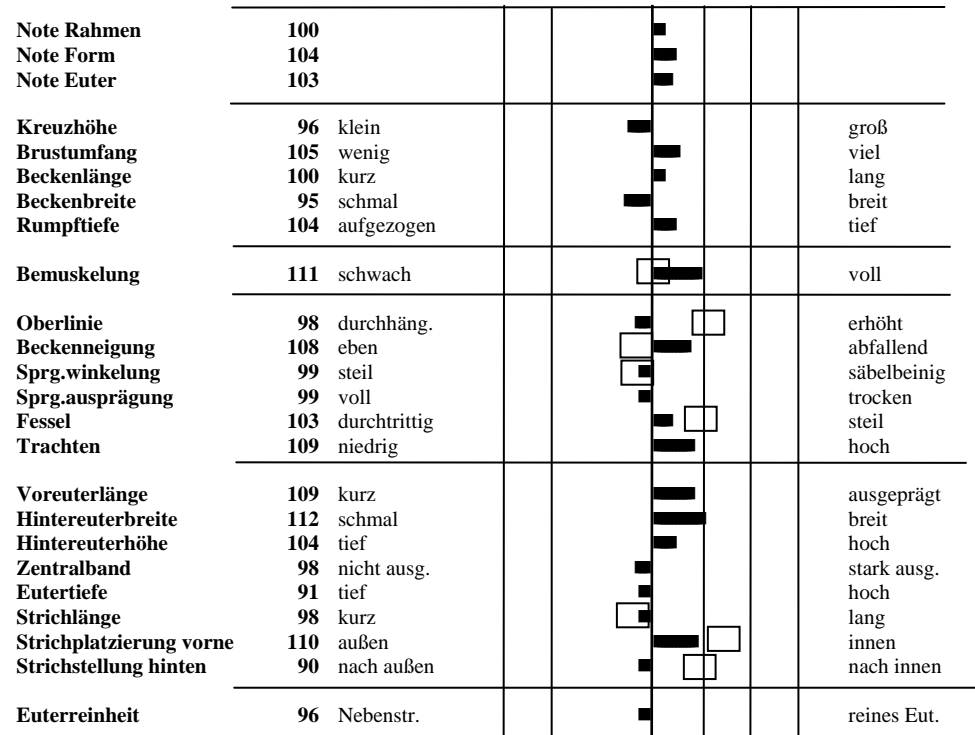 Note Rahmen 100
Note Form 104
Note Euter 103
Kreuzhöhe 96 klein groß
Brustumfang 105 wenig viel
Beckenlänge 100 kurz lang
Beckenbreite 95 schmal breit
Rumpftiefe 104 aufgezogen tief
Bemuskelung 111 schwach voll
Oberlinie 98 durchhäng. erhöht
Beckenneigung 108 eben abfallend
Sprg.winkelung 99 steil säbelbeinig
Sprg.ausprägung 99 voll trocken
Fessel 103 durchtrittig steil
Trachten 109 niedrig hoch
Voreuterlänge 109 kurz ausgeprägt
Hintereuterbreite 112 schmal breit
Hintereuterhöhe 104 tief hoch
Zentralband 98 nicht ausg. stark ausg.
Eutertiefe 91 tief hoch
Strichlänge 98 kurz lang
Strichplatzierung vorne 110 außen innen
Strichstellung hinten 90 nach außen nach innen
Euterreinheit 96 Nebenstr. reines Eut.